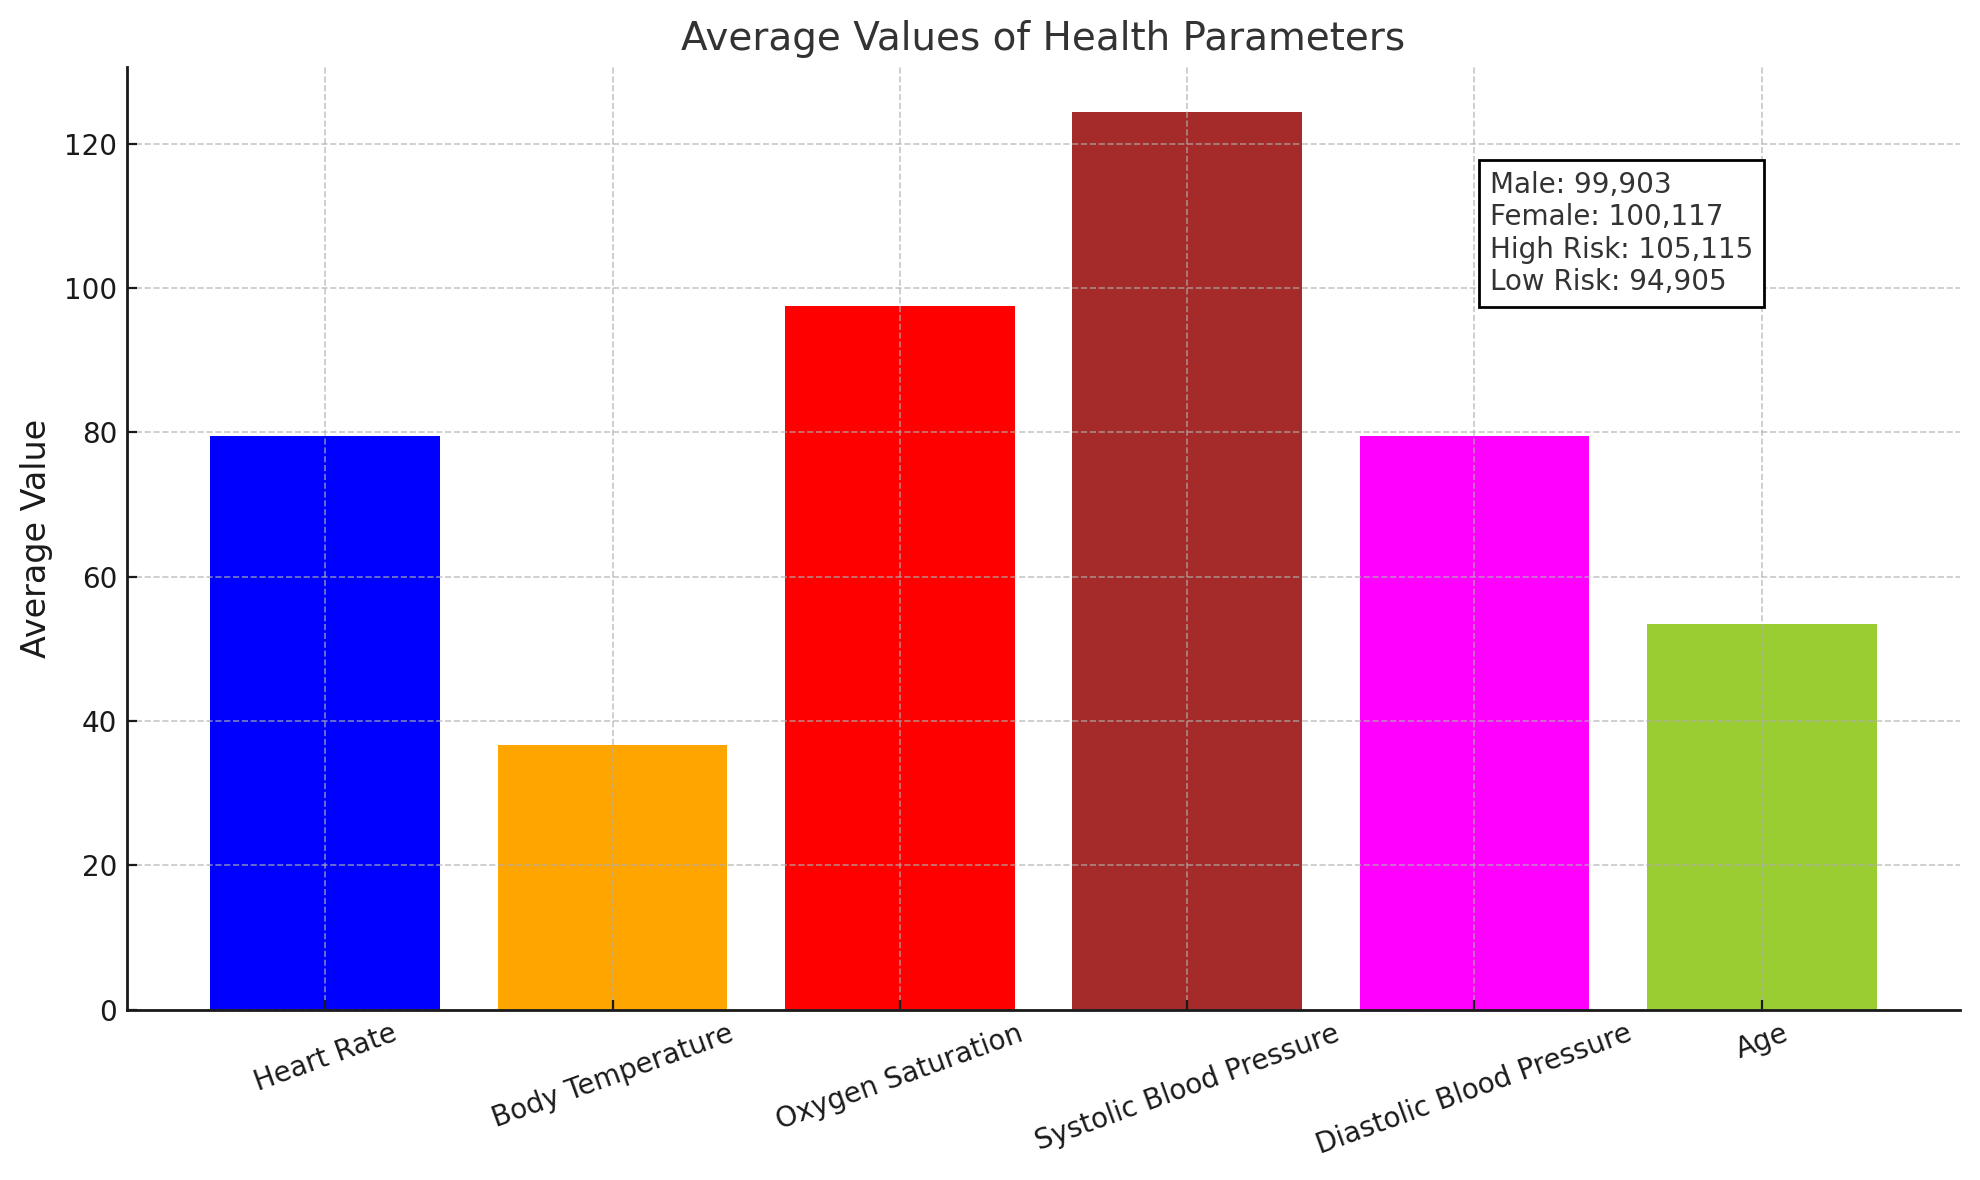 Average Values of Health Parameters
Average Value
120
100
80
60
40
20
0
Male: 99,903
Female: 100,117
High Risk: 105,115
Low Risk: 94,905
Heart Rate
Body Temperature
Oxygen Saturation
Systolic Blood Pressure
Diastolic Blood Pressure
Age